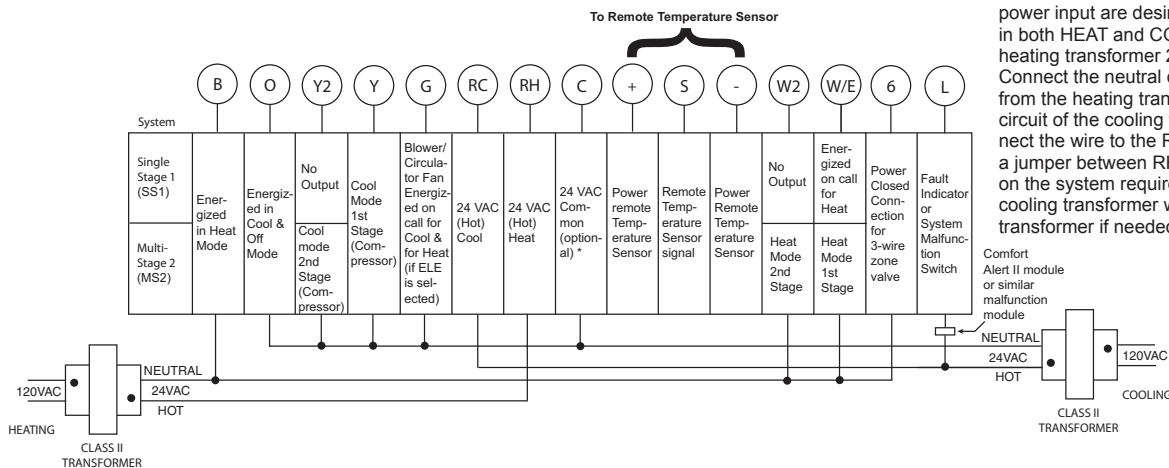 To Remote Temperature Sensor
power input are
in both HEAT and
heating transformer
Connect the neutral
from the heating
circuit of the cooling
nect the wire to the
a jumper between
on the system
cooling transformer
transformer if
B O Y2 Y G RC RH C + S - W2 W/E 6 L
System
Single
Stage 1
(SS1)
Multi-
Stage 2
(MS2)
Ener-
gized
in Heat
Mode
Energiz-
ed in
Cool &
Off
Mode
No
Output
Cool
mode
2nd
Stage
(Com-
pressor)
Cool
Mode
1st
Stage
(Com-
pressor)
Blower/
Circula-
tor Fan
Energiz-
ed on
call for
Cool &
for Heat
(if ELE
is sel-
ected)
24 VAC
(Hot)
Cool
24 VAC
(Hot)
Heat
24 VAC
Com-
mon
(option-
al) *
Power
remote
Temp-
erature
Sensor
Remote
Temp-
erature
Sensor
signal
Power
Remote
Temp-
erature
Sensor
No
Output
Heat
Mode
2nd
Stage
Ener-
gized
on call
for
Heat
Heat
Mode
1st
Stage
Power
Closed
Conn-
ection
for
3-wire
zone
valve
Fault
Indicator
or
System
Malfunc-
tion
Switch
Comfort
Alert II module
or similar
malfunction
module
NEUTRAL
24VAC
HOT
120VAC
COOLING
CLASS II
TRANSFORMER
NEUTRAL
120VAC
24VAC
HOT
HEATING
CLASS II
TRANSFORMER